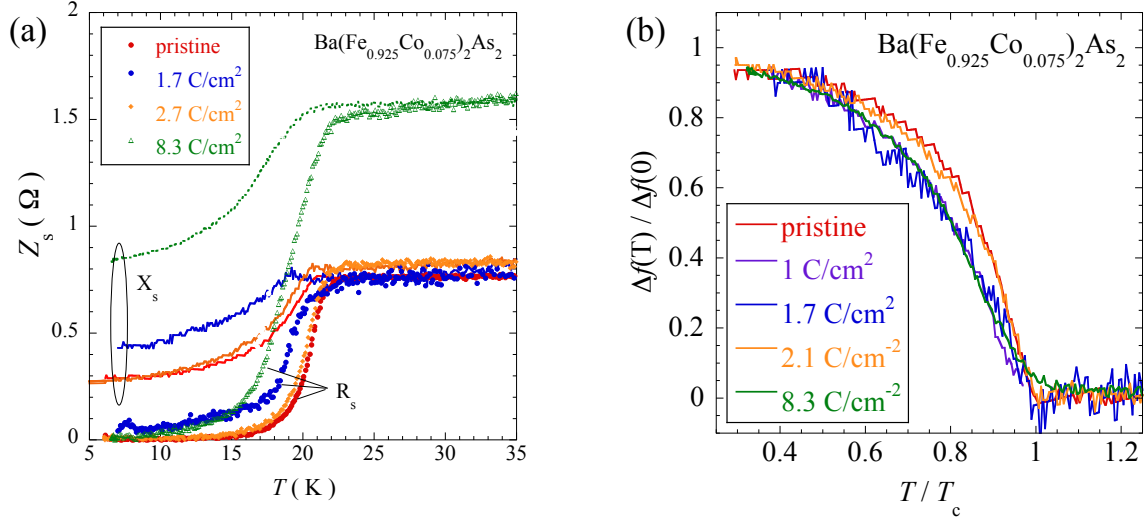 (a)
pristine
1.7 C/cm²
2.7 C/cm²
8.3 C/cm²
Ba(Fe₀.₉₂₅Co₀.₀₇₅)₂As₂
Zₛ ( Ω )
2
1.5
1
0.5
0
Xₛ
Rₛ
5 10 15 20 25 30 35
T ( K )
(b)
Ba(Fe₀.₉₂₅Co₀.₀₇₅)₂As₂
Δf(T) / Δf(0)
1
0.8
0.6
0.4
0.2
0
pristine
1 C/cm²
1.7 C/cm²
2.1 C/cm⁻²
8.3 C/cm⁻²
0.4 0.6 0.8 1 1.2
T / Tc